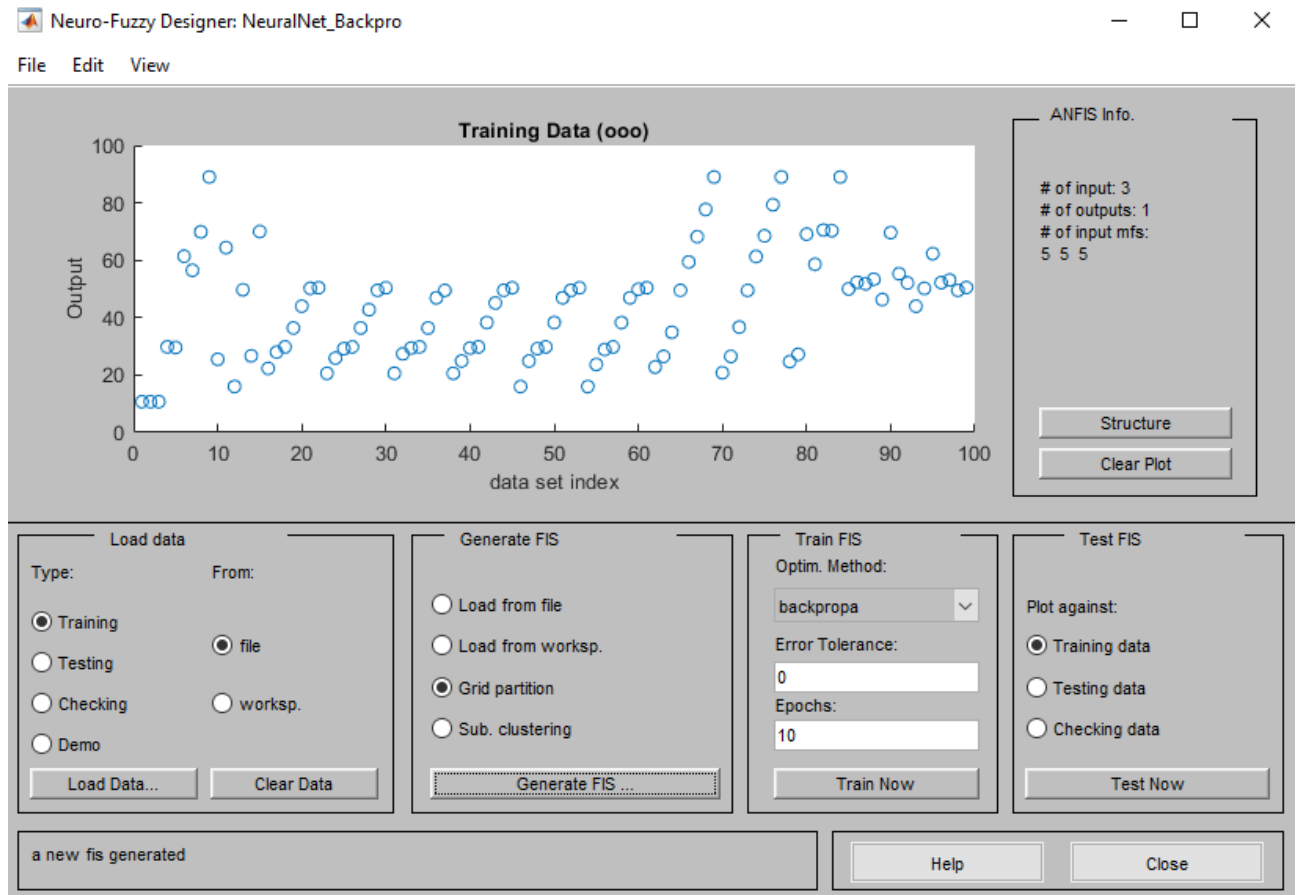 Neuro-Fuzzy Designer: NeuralNet_Backpro
File Edit View
Training Data (ooo)
100
80
60
40
20
0
Output
0 10 20 30 40 50 60 70 80 90 100
data set index
ANFIS Info.
# of input: 3
# of outputs: 1
# of input mfs:
5 5 5
Structure
Clear Plot
Load data
Type: From:
Training
file
Testing
Checking
worksp.
Demo
Load Data... Clear Data
Generate FIS
Load from file
Load from worksp.
Grid partition
Sub. clustering
Generate FIS ...
Train FIS
Optim. Method:
backpropa
Error Tolerance:
0
Epochs:
10
Train Now
Test FIS
Plot against:
Training data
Testing data
Checking data
Test Now
a new fis generated
Help Close